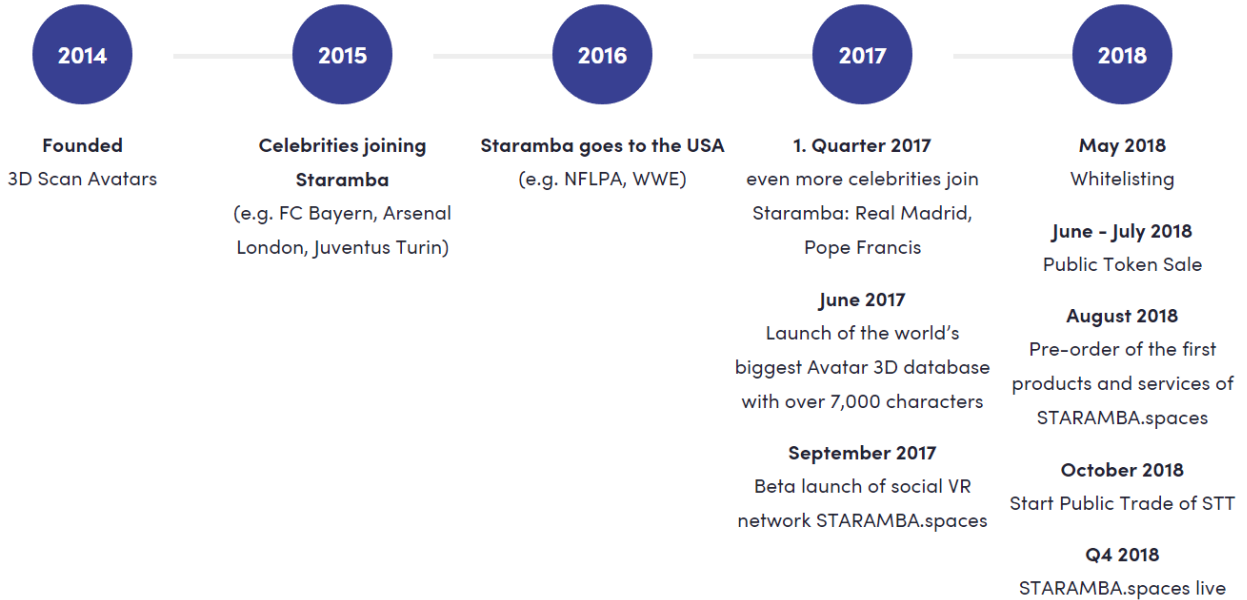 2014
Founded
3D Scan Avatars
2015
Celebrities joining
Staramba
(e.g. FC Bayern, Arsenal
London, Juventus Turin)
2016
Staramba goes to the USA
(e.g. NFLPA, WWE)
2017
1. Quarter 2017
even more celebrities join
Staramba: Real Madrid,
Pope Francis
June 2017
Launch of the world's
biggest Avatar 3D database
with over 7,000 characters
September 2017
Beta launch of social VR
network STARAMBA.spaces
2018
May 2018
Whitelisting
June - July 2018
Public Token Sale
August 2018
Pre-order of the first
products and services of
STARAMBA.spaces
October 2018
Start Public Trade of STT
Q4 2018
STARAMBA.spaces live